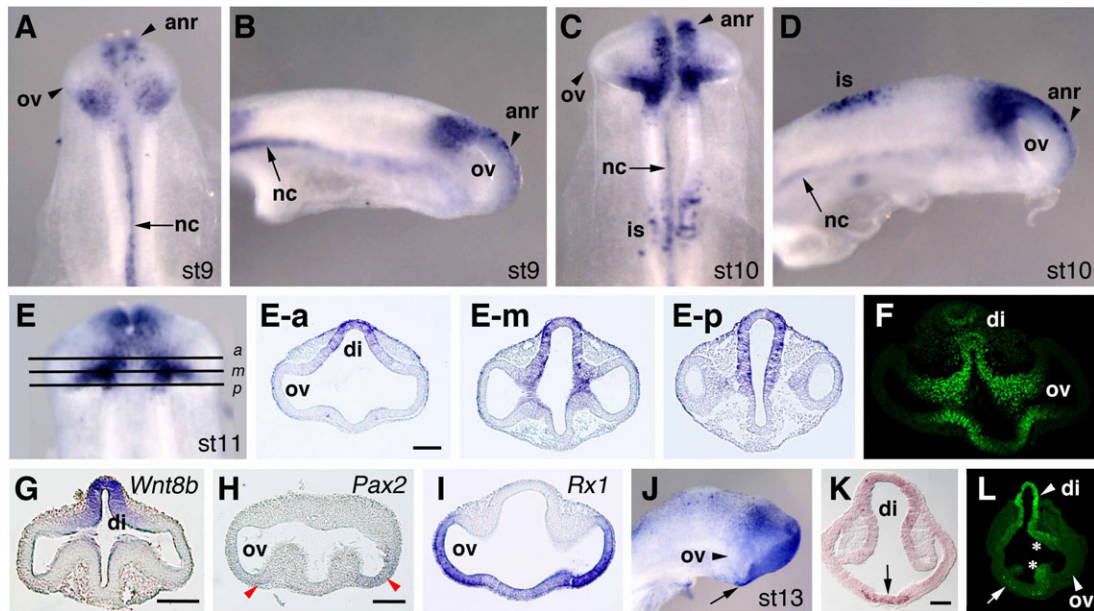 A anr ov nc st9
B anr ov nc st9
C anr ov nc is st10
D is anr ov nc st10
E a m p st11
E-a di ov
E-m
E-p
F di ov
G Wnt8b di
H Pax2 ov
I Rx1 ov
J ov st13
K di
L di * * ov